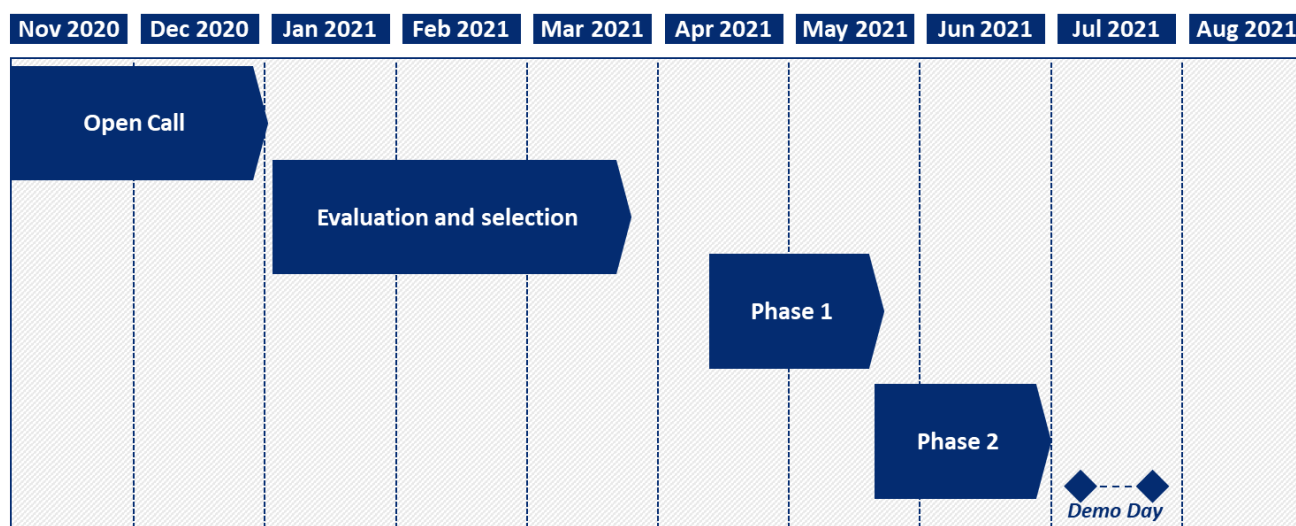 Nov 2020
Dec 2020
Jan 2021
Feb 2021
Mar 2021
Apr 2021
May 2021
Jun 2021
Jul 2021
Aug 2021
Open Call
Evaluation and selection
Phase 1
Phase 2
Demo Day